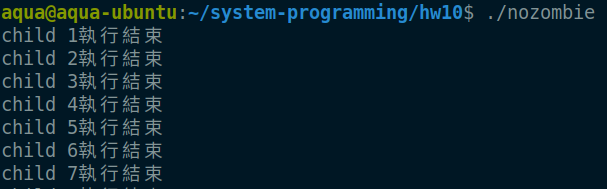 aqua@aqua-ubuntu:~/system-programming/hw10$ ./nozombie
child 1執行結束
child 2執行結束
child 3執行結束
child 4執行結束
child 5執行結束
child 6執行結束
child 7執行結束